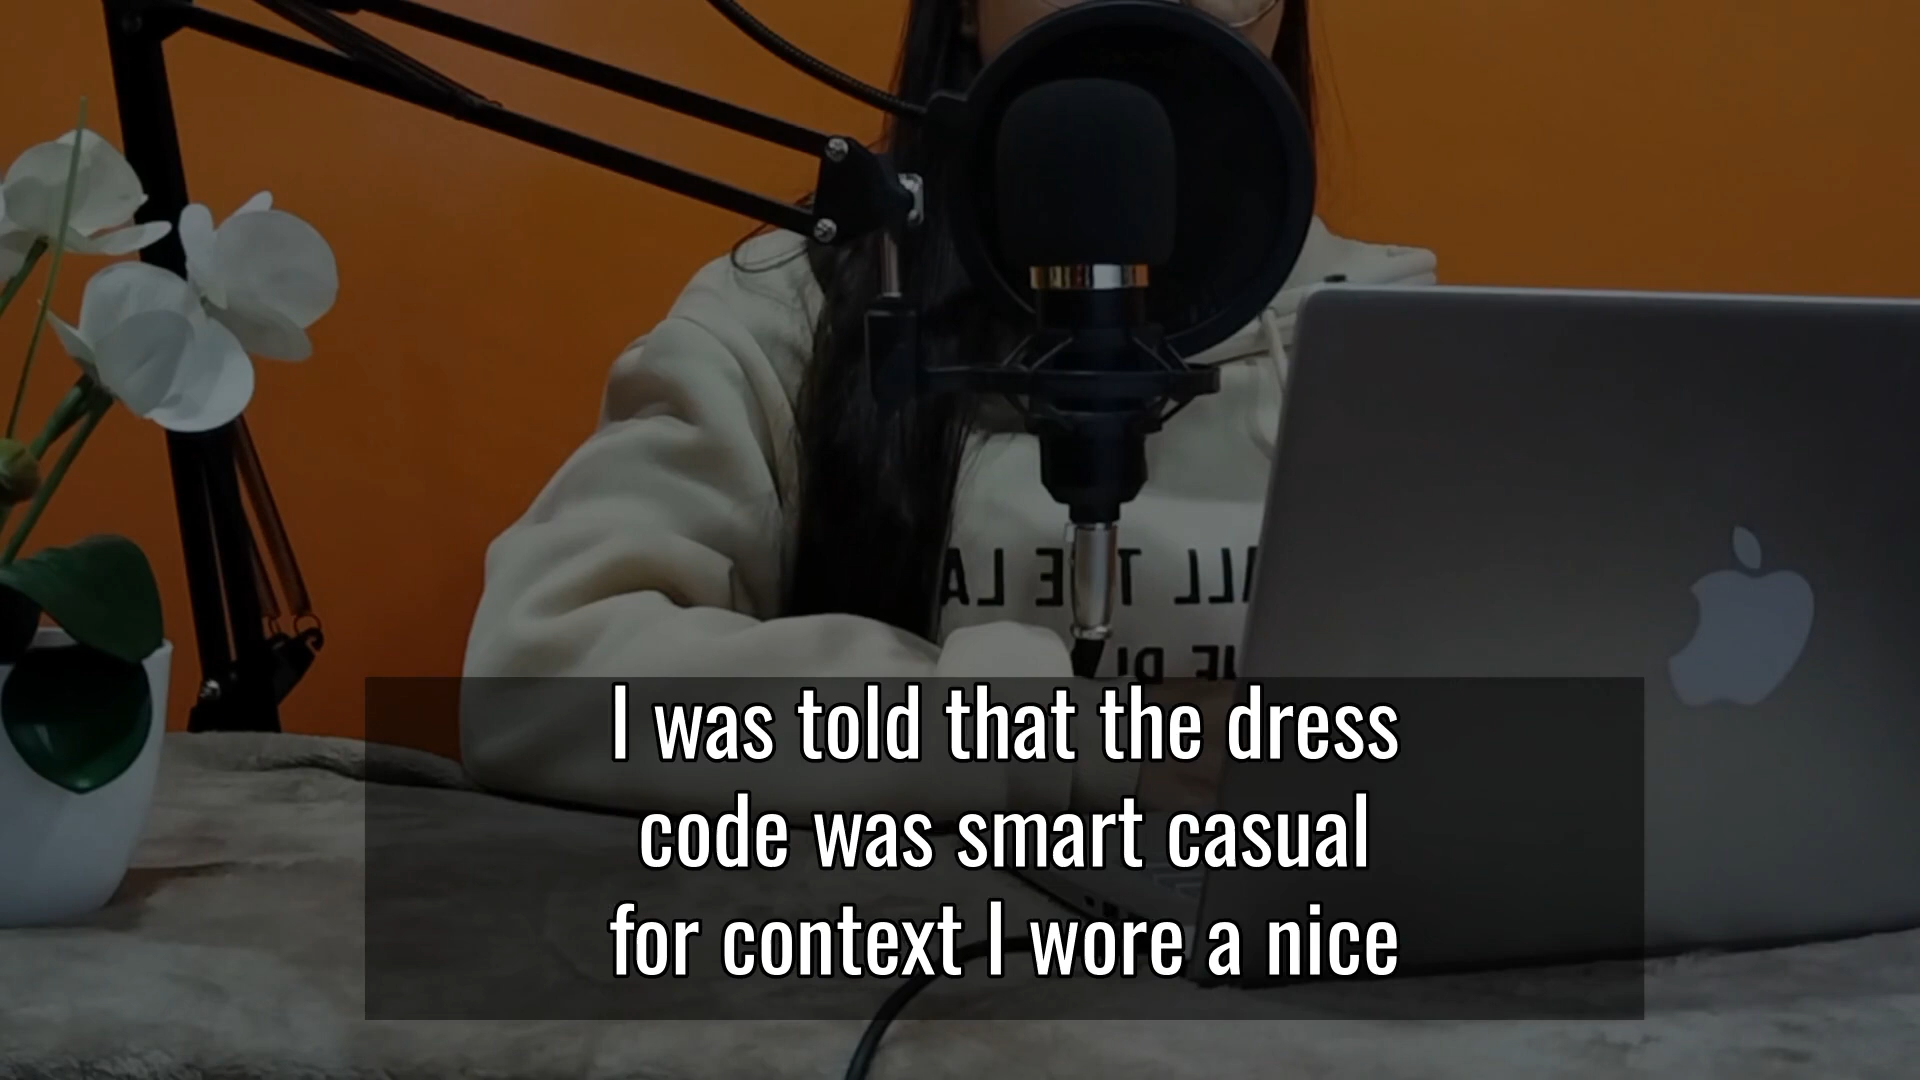 I was told that the dress
code was smart casual
for context I wore a nice